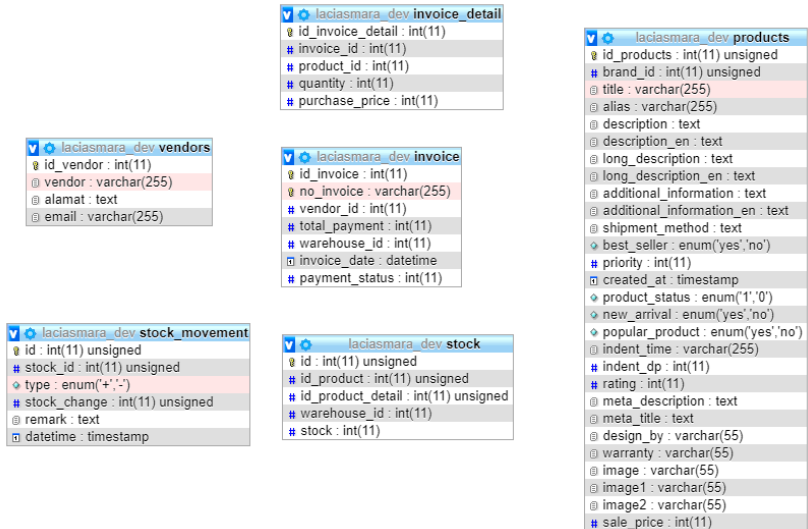 laciasmara_dev invoice_detail
id_invoice_detail : int(11)
invoice_id : int(11)
product_id : int(11)
quantity : int(11)
purchase_price : int(11)
laciasmara_dev vendors
id_vendor : int(11)
vendor : varchar(255)
alamat : text
email : varchar(255)
laciasmara_dev invoice
id_invoice : int(11)
no_invoice : varchar(255)
vendor_id : int(11)
total_payment : int(11)
warehouse_id : int(11)
invoice_date : datetime
payment_status : int(11)
laciasmara_dev stock_movement
id : int(11) unsigned
stock_id : int(11) unsigned
type : enum('+','-')
stock_change : int(11) unsigned
remark : text
datetime : timestamp
laciasmara_dev stock
id : int(11) unsigned
id_product : int(11) unsigned
id_product_detail : int(11) unsigned
warehouse_id : int(11)
stock : int(11)
laciasmara_dev products
id_products : int(11) unsigned
brand_id : int(11) unsigned
title : varchar(255)
alias : varchar(255)
description : text
description_en : text
long_description : text
long_description_en : text
additional_information : text
additional_information_en : text
shipment_method : text
best_seller : enum('yes','no')
priority : int(11)
created_at : timestamp
product_status : enum('1','0')
new_arrival : enum('yes','no')
popular_product : enum('yes','no')
indent_time : varchar(255)
indent_dp : int(11)
rating : int(11)
meta_description : text
meta_title : text
design_by : varchar(55)
warranty : varchar(55)
image : varchar(55)
image1 : varchar(55)
image2 : varchar(55)
sale_price : int(11)